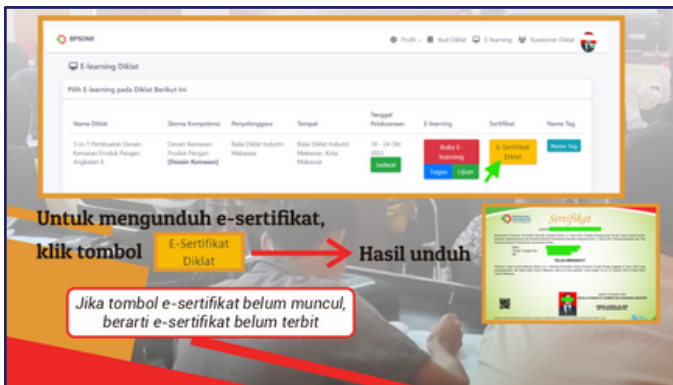 BPSDMI
Profil
Ikuti Diklat
E-learning
Kuesioner Diklat
E-learning Diklat
Pilih E-learning pada Diklat Berikut Ini
Nama Diklat
Skema Kompetensi
Penyelenggara
Tempat
Tanggal
Pelaksanaan
E-learning
Sertifikat
Name Tag
3 in 1 Pembuatan Desain
Kemasan Produk Pangan
Angkatan 6
Desain Kemasan
Produk Pangan
[Desain Kemasan]
Balai Diklat Industri
Makassar
Balai Diklat Industri
Makassar, Kota
Makassar
18 - 24 Okt
2023
Jadwal
Buka E-
learning
Tugas
Ujian
E-Sertifikat
Diklat
Name Tag
Untuk mengunduh e-sertifikat,
klik tombol
E-Sertifikat
Diklat
Hasil unduh
Sertifikat
TELAH MENGIKUTI
Jika tombol e-sertifikat belum muncul,
berarti e-sertifikat belum terbit